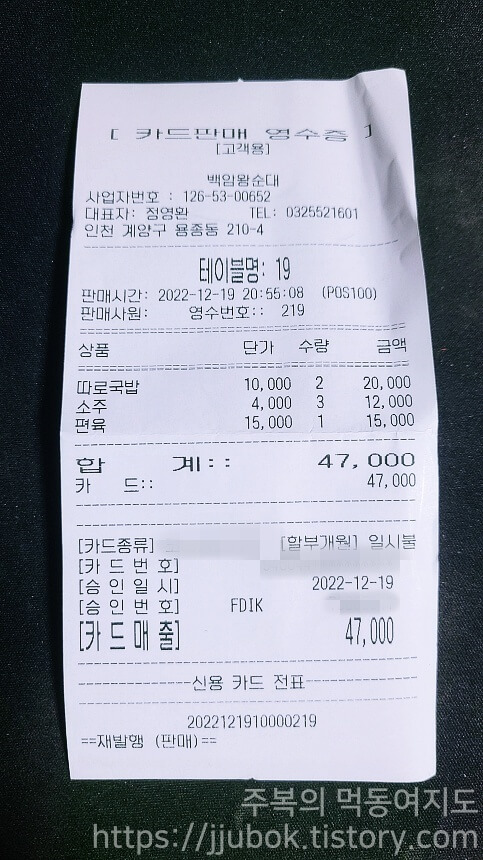 [ 카드판매 영수증 ]
[고객용]
백암왕순대
사업자번호 : 126-53-00652
대표자: 정영환 TEL: 0325521601
인천 계양구 용종동 210-4
테이블명: 19
판매시간: 2022-12-19 20:55:08 (POS100)
판매사원: 영수번호:: 219
상품 단가 수량 금액
따로국밥 10,000 2 20,000
소주 4,000 3 12,000
편육 15,000 1 15,000
합 계:: 47,000
카 드:: 47,000
[카드종류] [할부개월] 일시불
[카 드 번 호]
[승 인 일 시] 2022-12-19
[승 인 번 호] FDIK
[카 드 매 출] 47,000
신용 카드 전표
2022121910000219
==재발행 (판매)==
주복의 먹동여지도
https://jjubok.tistory.com